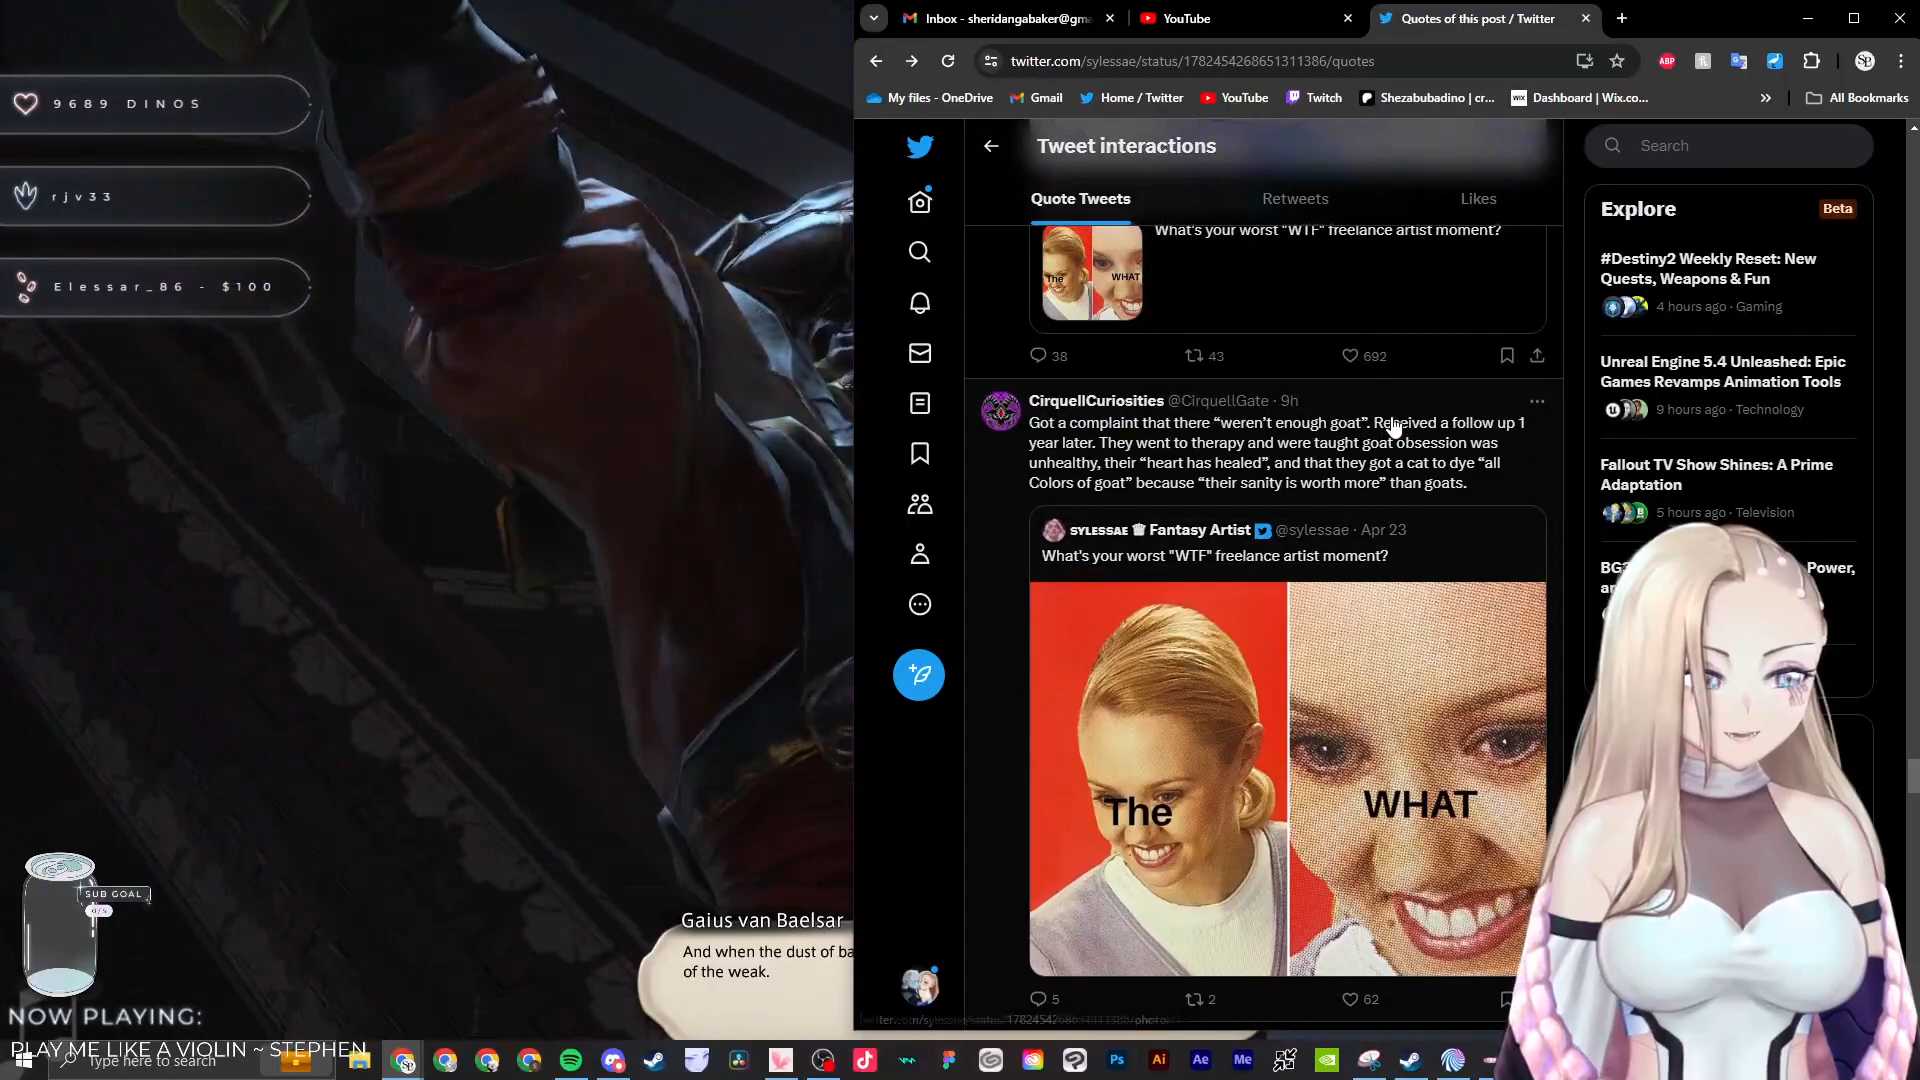 Inbox - sheridangabaker@gm
YouTube
Quotes of this post / Twitter
twitter.com/sylessae/status/1782454268651311386/quotes
My files - OneDrive
Gmail
Home / Twitter
YouTube
Twitch
Shezabubadino | cr...
Dashboard | Wix.co...
All Bookmarks
9689 DINOS
rjv33
Elessar_86 - $100
Tweet interactions
Quote Tweets
Retweets
Likes
What's your worst "WTF" freelance artist moment?
The
WHAT
38
43
692
CirquellCuriosities @CirquellGate · 9h
Got a complaint that there “weren’t enough goat”. Received a follow up 1
year later. They went to therapy and were taught goat obsession was
unhealthy, their “heart has healed”, and that they got a cat to dye “all
Colors of goat” because “their sanity is worth more” than goats.
SYLESSAE Fantasy Artist @sylessae · Apr 23
What's your worst "WTF" freelance artist moment?
The
WHAT
5
2
62
Search
Explore
Beta
#Destiny2 Weekly Reset: New
Quests, Weapons & Fun
4 hours ago · Gaming
Unreal Engine 5.4 Unleashed: Epic
Games Revamps Animation Tools
9 hours ago · Technology
Fallout TV Show Shines: A Prime
Adaptation
5 hours ago · Television
Power,
Gaius van Baelsar
And when the dust of
of the weak.
SUB GOAL
0/5
NOW PLAYING:
PLAY ME LIKE A VIOLIN ~ STEPHEN
Type here to search